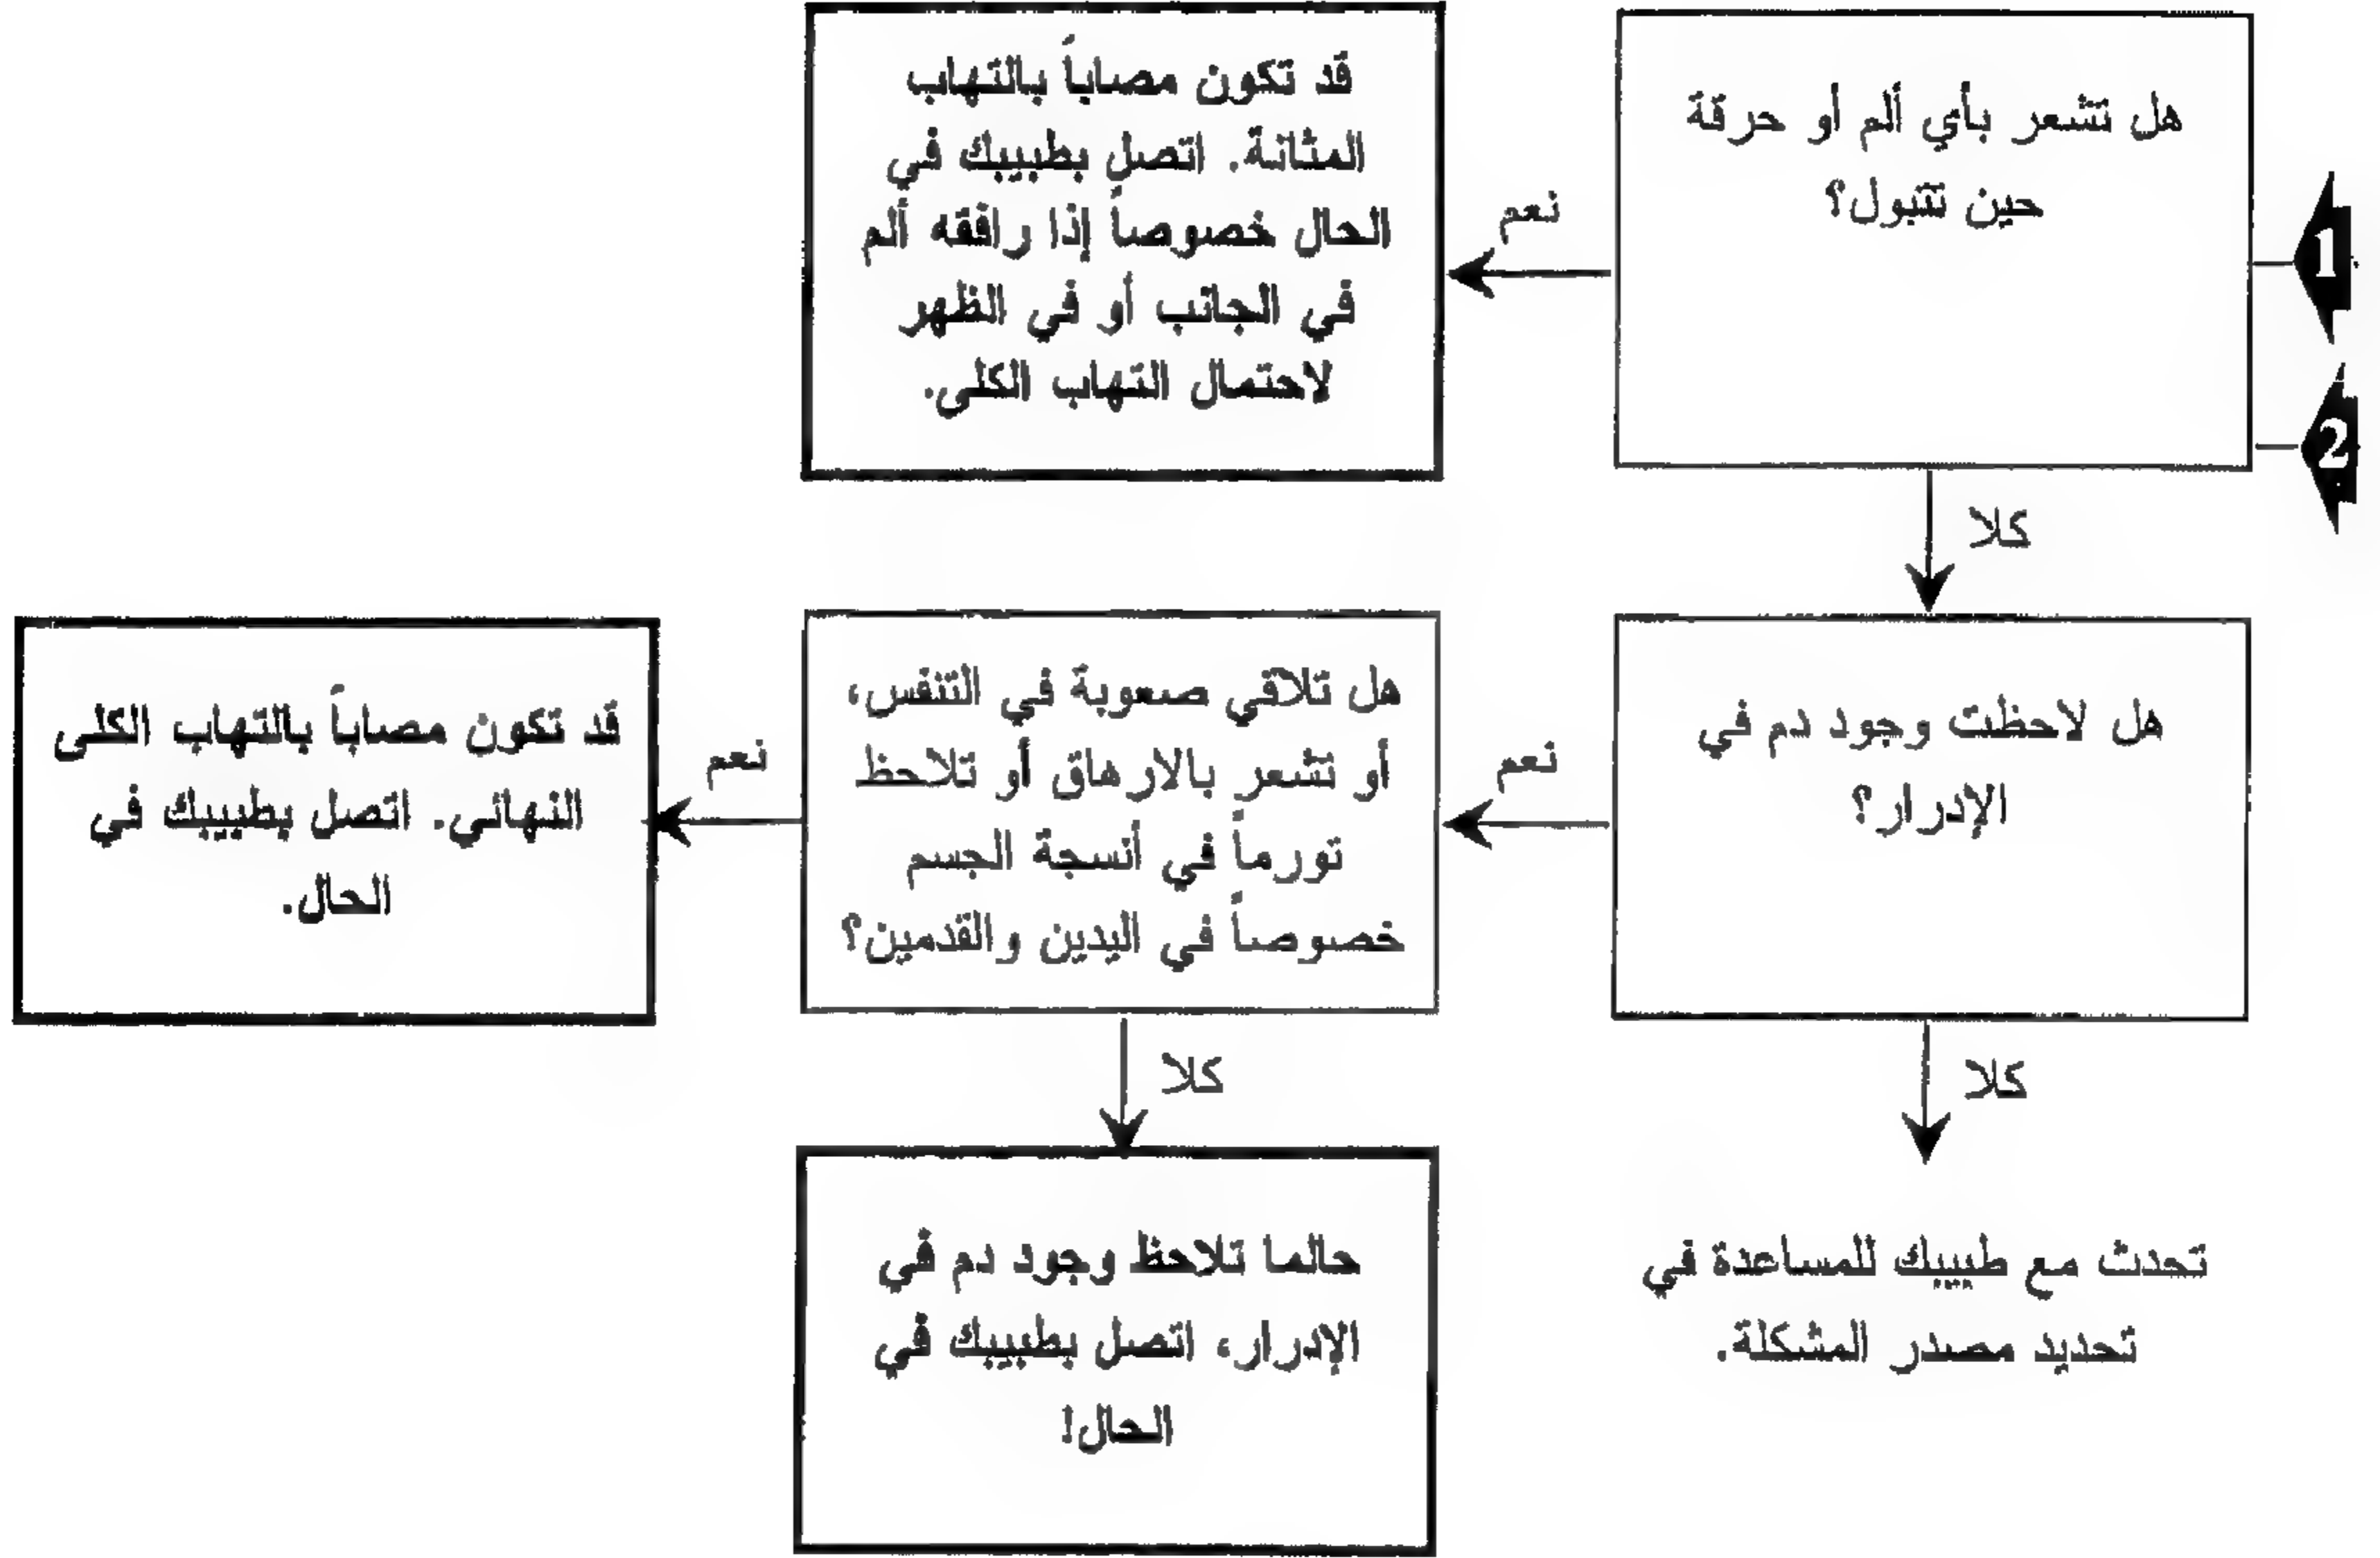 هل تشعر بأي ألم أو حرقة
حين تتبول؟
1
2
نعم
قد تكون مصاباً بالتهاب
المثانة. اتصل بطبيبك في
الحال خصوصاً إذا رافقه ألم
في الجانب أو في الظهر
لاحتمال التهاب الكلى.
كلا
هل لاحظت وجود دم في
الإدرار؟
نعم
هل تلاقي صعوبة في التنفس،
أو تشعر بالارهاق أو تلاحظ
تورماً في أنسجة الجسم
خصوصاً في اليدين والقدمين؟
نعم
قد تكون مصاباً بالتهاب الكلى
النهائي. اتصل بطبيبك في
الحال.
كلا
تحدث مع طبيبك للمساعدة في
تحديد مصدر المشكلة.
كلا
حالما تلاحظ وجود دم في
الإدرار، اتصل بطبيبك في
الحال!